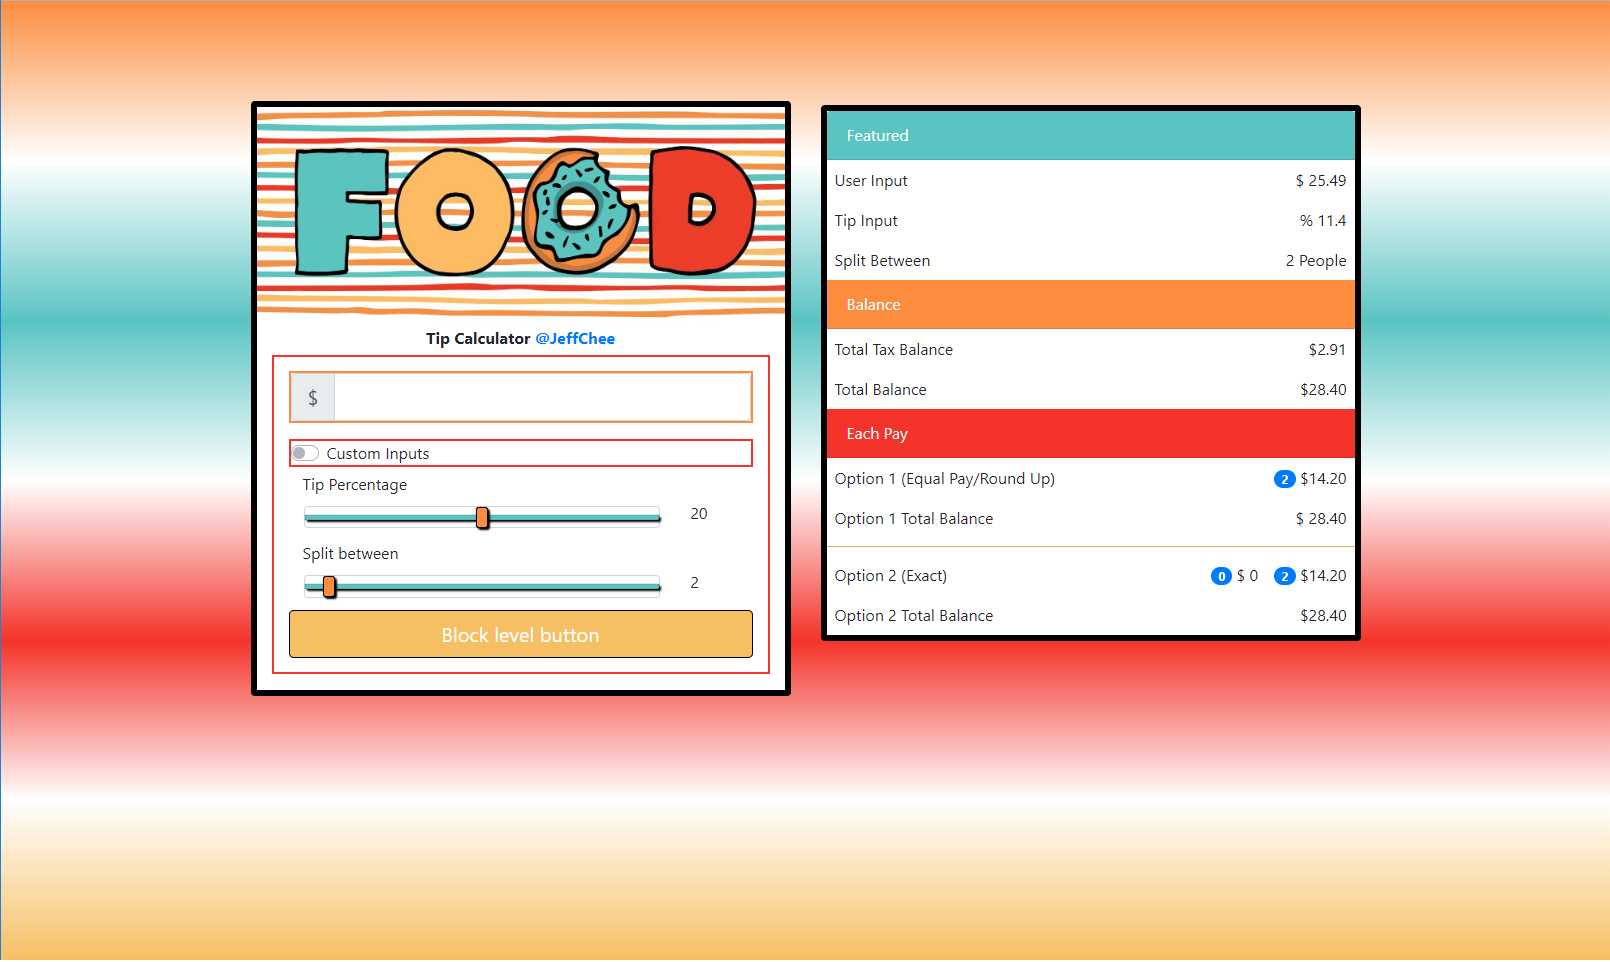 FOOD
Tip Calculator @JeffChee
$
Custom Inputs
Tip Percentage
20
Split between
2
Block level button
Featured
User Input $ 25.49
Tip Input % 11.4
Split Between 2 People
Balance
Total Tax Balance $2.91
Total Balance $28.40
Each Pay
Option 1 (Equal Pay/Round Up) 2 $14.20
Option 1 Total Balance $ 28.40
Option 2 (Exact) 0 $ 0 2 $14.20
Option 2 Total Balance $28.40